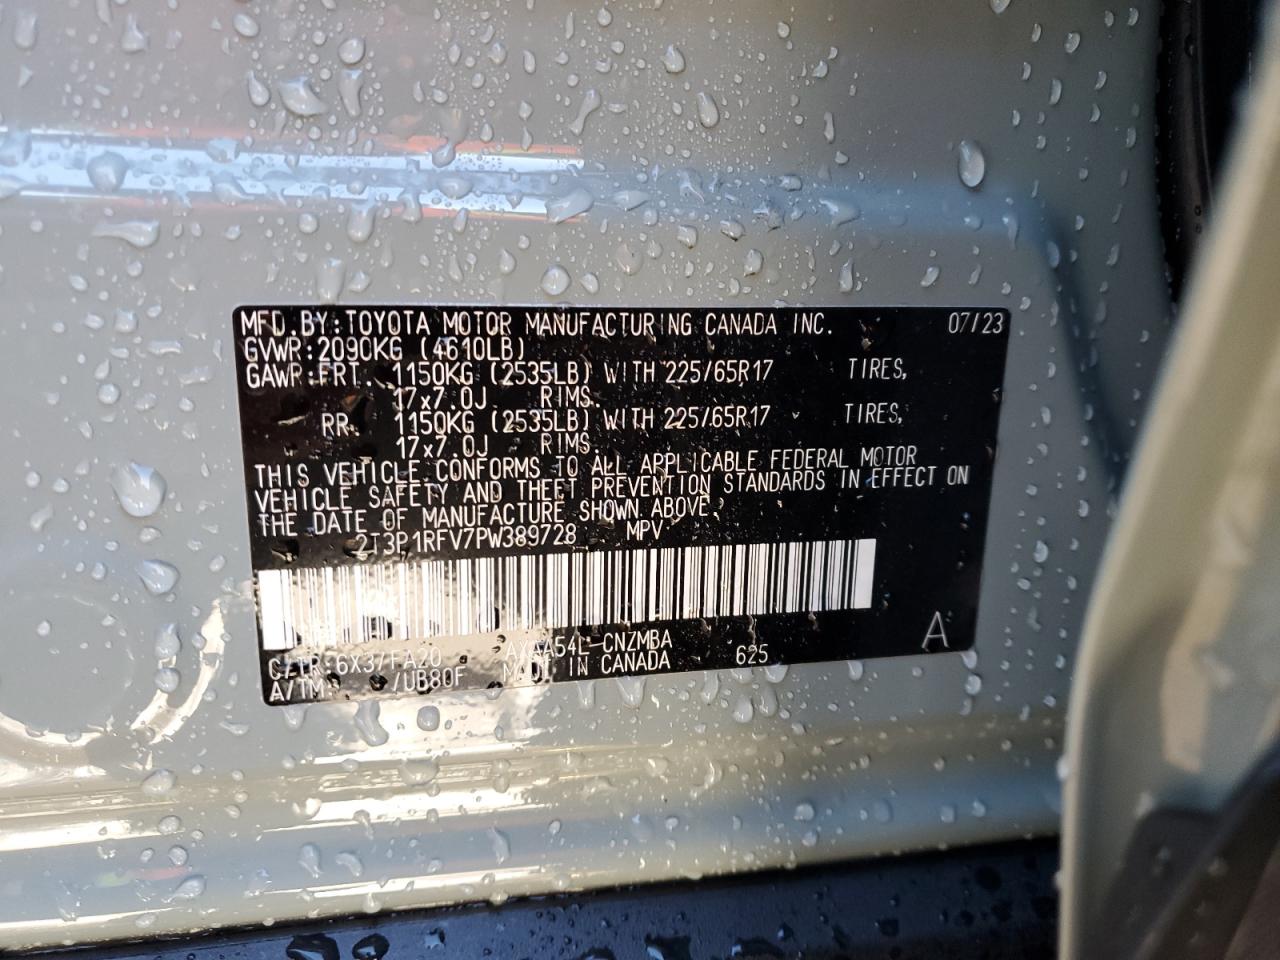 MFD.BY:TOYOTA MOTOR MANUFACTURING CANADA INC. 07/23
GVWR:2090KG (4610LB)
GAWR:FRT. 1150KG (2535LB) WITH 225/65R17 TIRES,
17x7.0J RIMS.
RR. 1150KG (2535LB) WITH 225/65R17 TIRES,
17x7.0J RIMS.
THIS VEHICLE CONFORMS TO ALL APPLICABLE FEDERAL MOTOR
VEHICLE SAFETY AND THEFT PREVENTION STANDARDS IN EFFECT ON
THE DATE OF MANUFACTURE SHOWN ABOVE.
2T3P1RFV7PW389728 MPV
C/TR:6X37/FA20 AXAA54L-CNZMBA 625
A/TM: /UB80F MADE IN CANADA
A